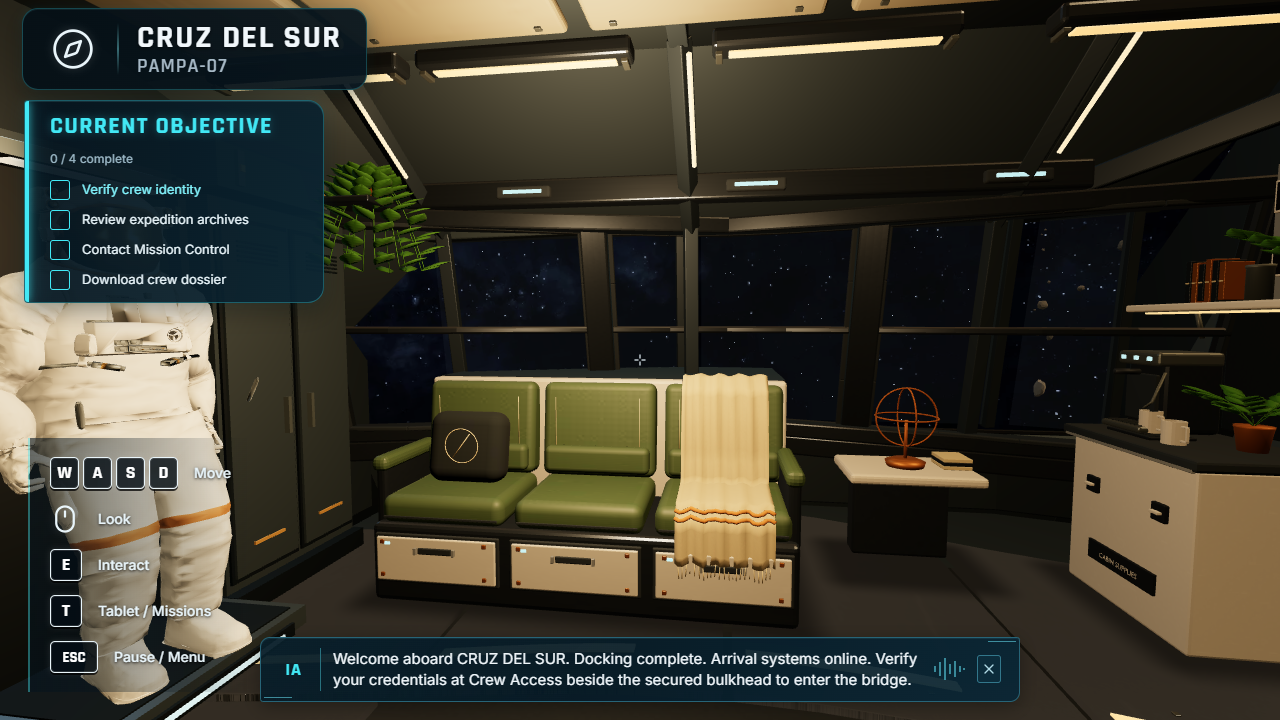 CRUZ DEL SUR
PAMPA-07
CURRENT OBJECTIVE
0 / 4 complete
Verify crew identity
Review expedition archives
Contact Mission Control
Download crew dossier
W A S D Move
Look
E Interact
T Tablet / Missions
ESC Pause / Menu
CABIN SUPPLIES
IA
Welcome aboard CRUZ DEL SUR. Docking complete. Arrival systems online. Verify
your credentials at Crew Access beside the secured bulkhead to enter the bridge.